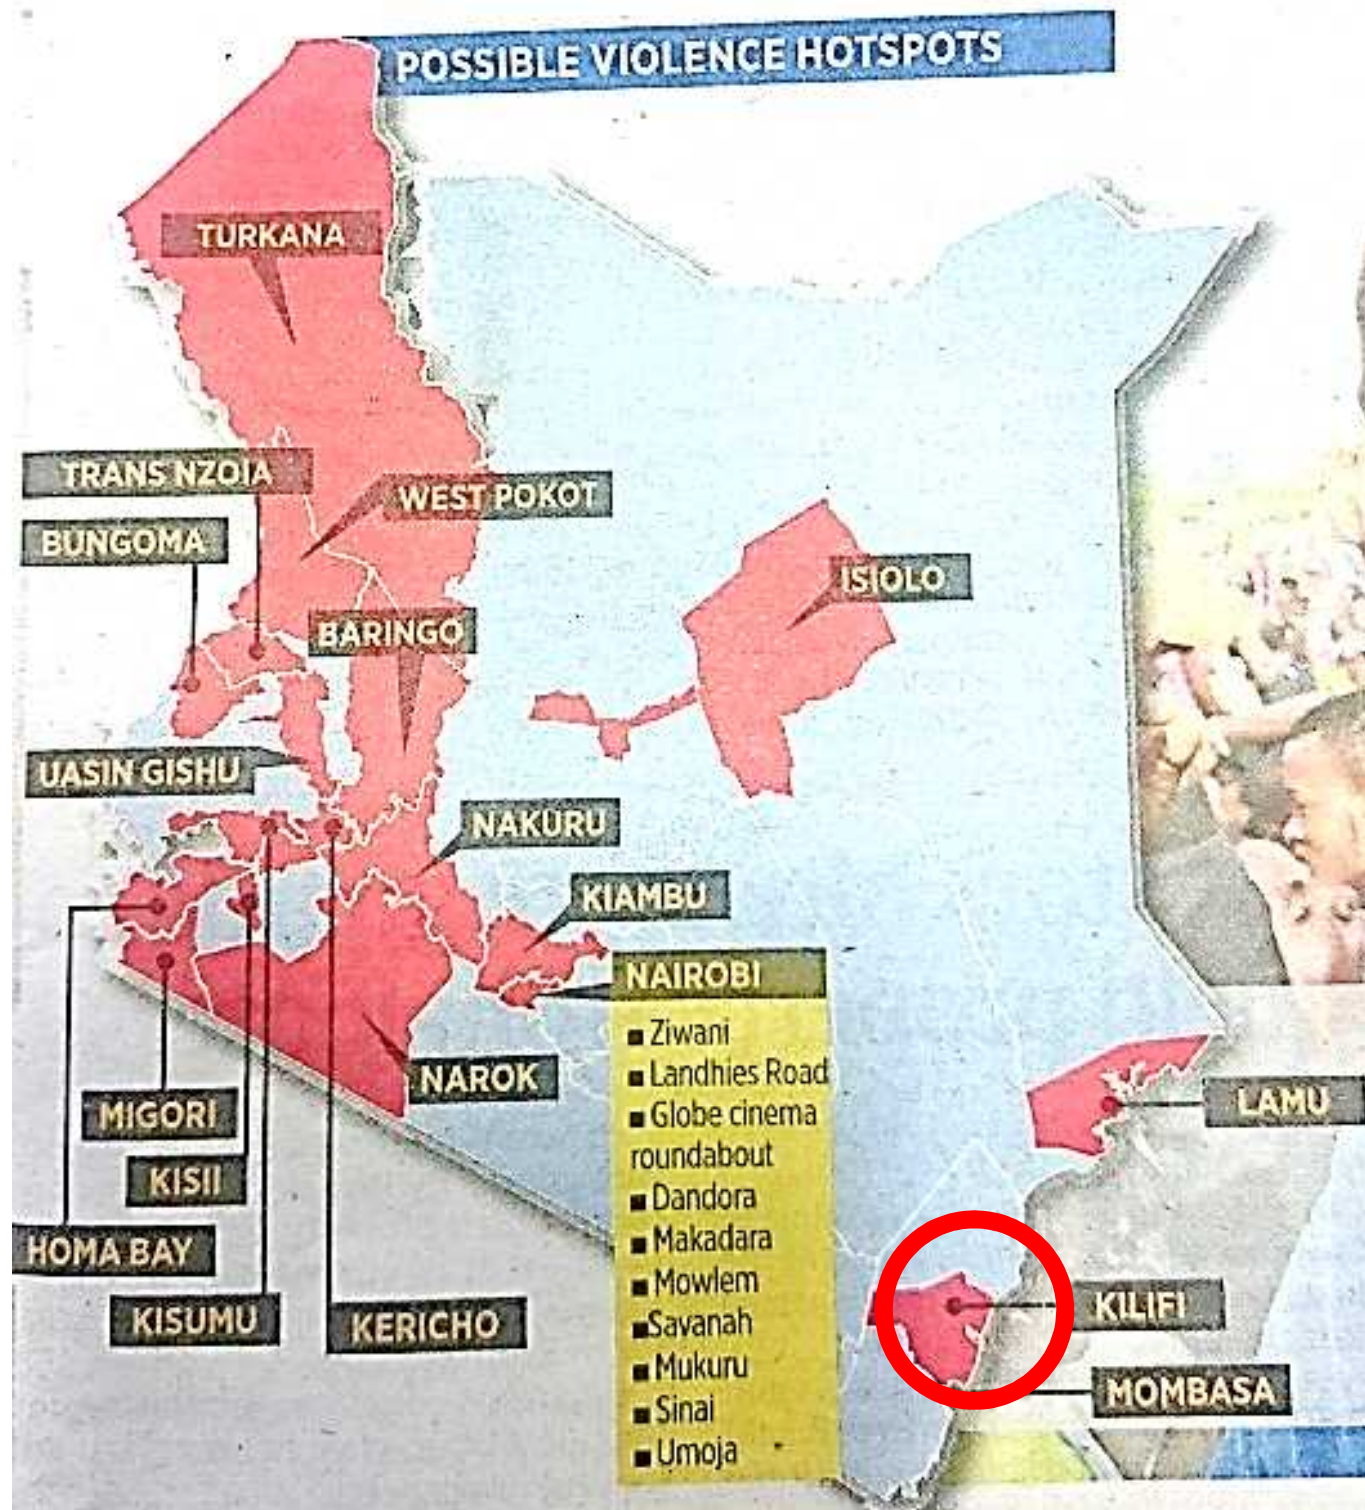 POSSIBLE VIOLENCE HOTSPOTS
TURKANA
TRANS NZOIA
WEST POKOT
BUNGOMA
ISIOLO
BARINGO
UASIN GISHU
NAKURU
KIAMBU
NAIROBI
■ Ziwani
■ Landhies Road
■ Globe cinema
roundabout
■ Dandora
■ Makadara
■ Mowlem
■Savanah
■ Mukuru
■ Sinai
■ Umoja
NAROK
LAMU
MIGORI
KISII
HOMA BAY
KISUMU
KERICHO
KILIFI
MOMBASA